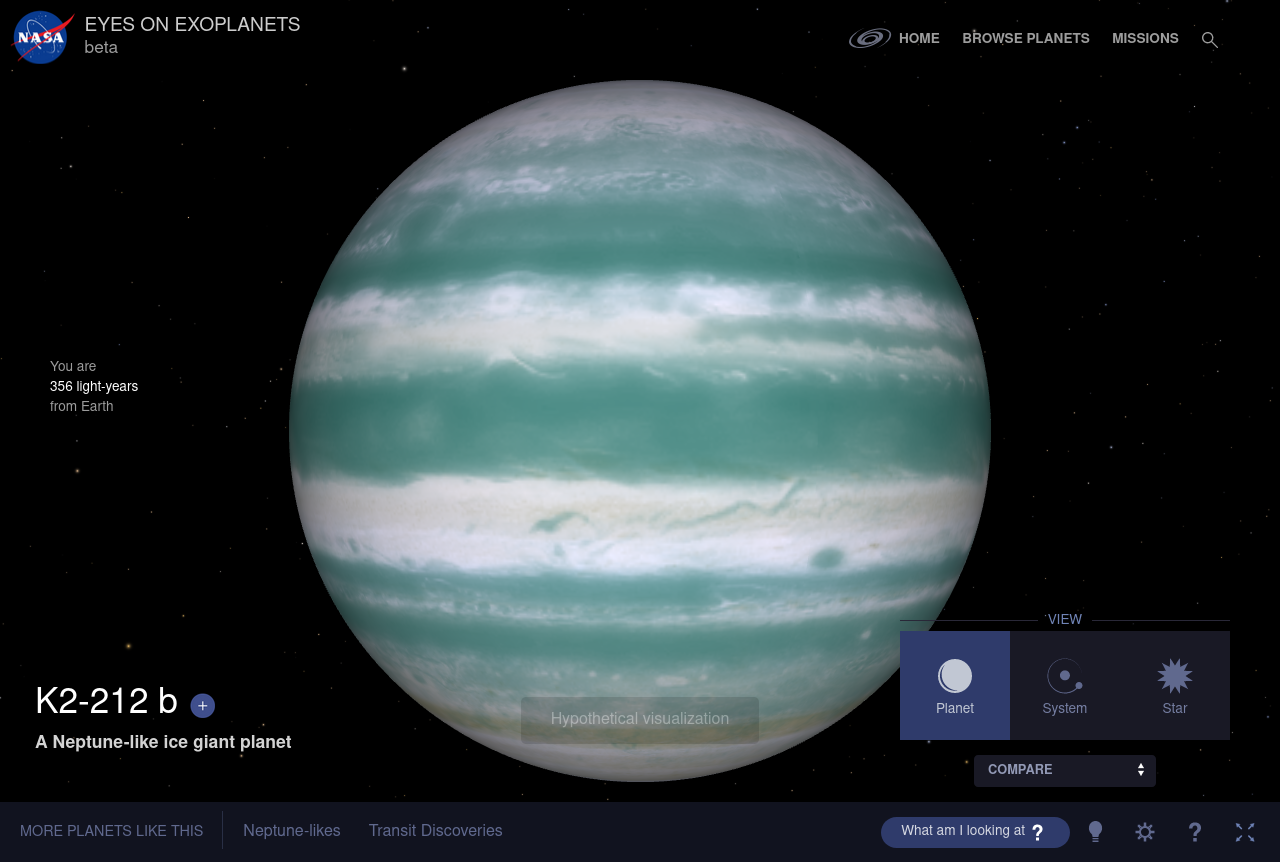 NASA
EYES ON EXOPLANETS
beta
HOME
BROWSE PLANETS
MISSIONS
You are
356 light-years
from Earth
K2-212 b +
A Neptune-like ice giant planet
Hypothetical visualization
VIEW
Planet
System
Star
COMPARE
MORE PLANETS LIKE THIS
Neptune-likes
Transit Discoveries
What am I looking at ?
?